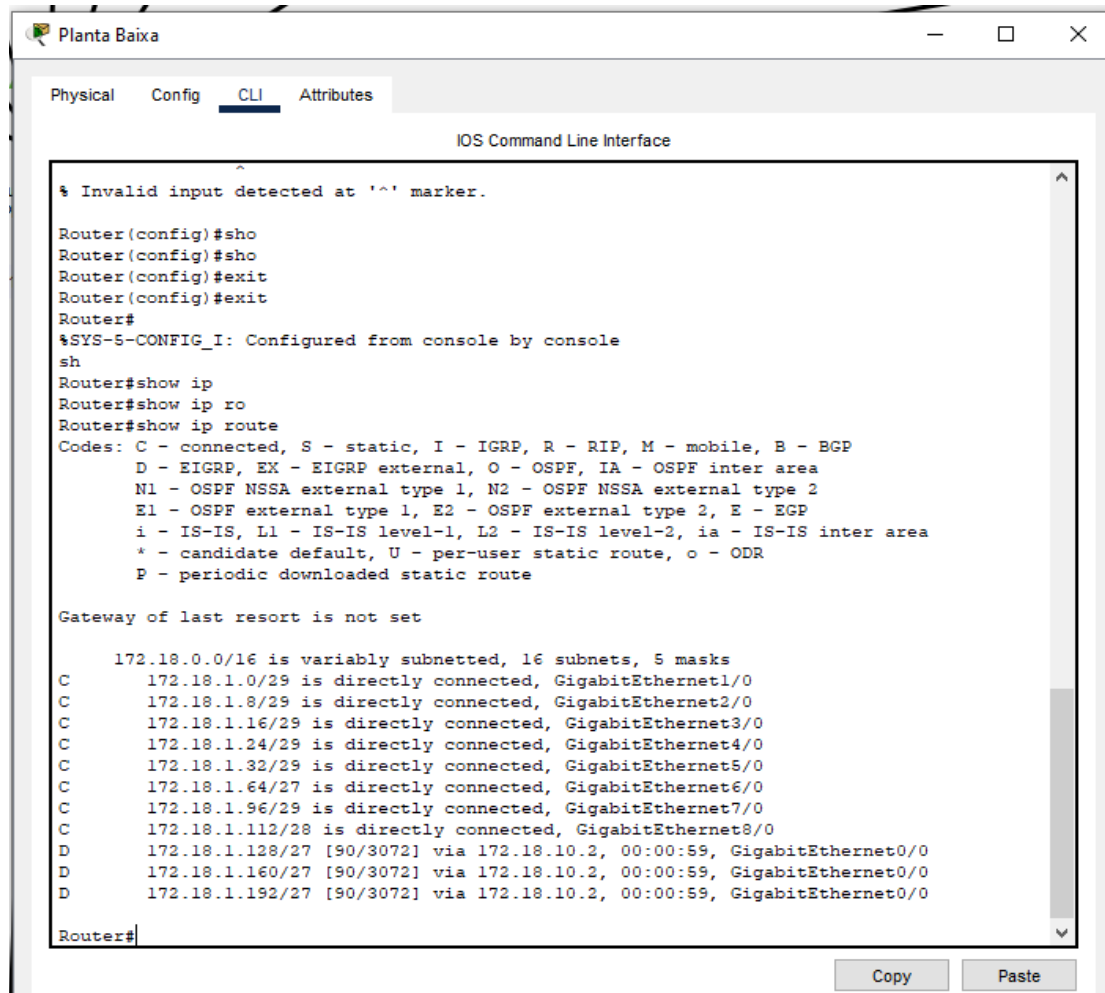 Planta Baixa
Physical Config CLI Attributes
IOS Command Line Interface
^
% Invalid input detected at '^' marker.
Router(config)#sho
Router(config)#sho
Router(config)#exit
Router(config)#exit
Router#
%SYS-5-CONFIG_I: Configured from console by console
sh
Router#show ip
Router#show ip ro
Router#show ip route
Codes: C - connected, S - static, I - IGRP, R - RIP, M - mobile, B - BGP
D - EIGRP, EX - EIGRP external, O - OSPF, IA - OSPF inter area
N1 - OSPF NSSA external type 1, N2 - OSPF NSSA external type 2
E1 - OSPF external type 1, E2 - OSPF external type 2, E - EGP
i - IS-IS, L1 - IS-IS level-1, L2 - IS-IS level-2, ia - IS-IS inter area
* - candidate default, U - per-user static route, o - ODR
P - periodic downloaded static route
Gateway of last resort is not set
172.18.0.0/16 is variably subnetted, 16 subnets, 5 masks
C 172.18.1.0/29 is directly connected, GigabitEthernet1/0
C 172.18.1.8/29 is directly connected, GigabitEthernet2/0
C 172.18.1.16/29 is directly connected, GigabitEthernet3/0
C 172.18.1.24/29 is directly connected, GigabitEthernet4/0
C 172.18.1.32/29 is directly connected, GigabitEthernet5/0
C 172.18.1.64/27 is directly connected, GigabitEthernet6/0
C 172.18.1.96/29 is directly connected, GigabitEthernet7/0
C 172.18.1.112/28 is directly connected, GigabitEthernet8/0
D 172.18.1.128/27 [90/3072] via 172.18.10.2, 00:00:59, GigabitEthernet0/0
D 172.18.1.160/27 [90/3072] via 172.18.10.2, 00:00:59, GigabitEthernet0/0
D 172.18.1.192/27 [90/3072] via 172.18.10.2, 00:00:59, GigabitEthernet0/0
Router#
Copy Paste